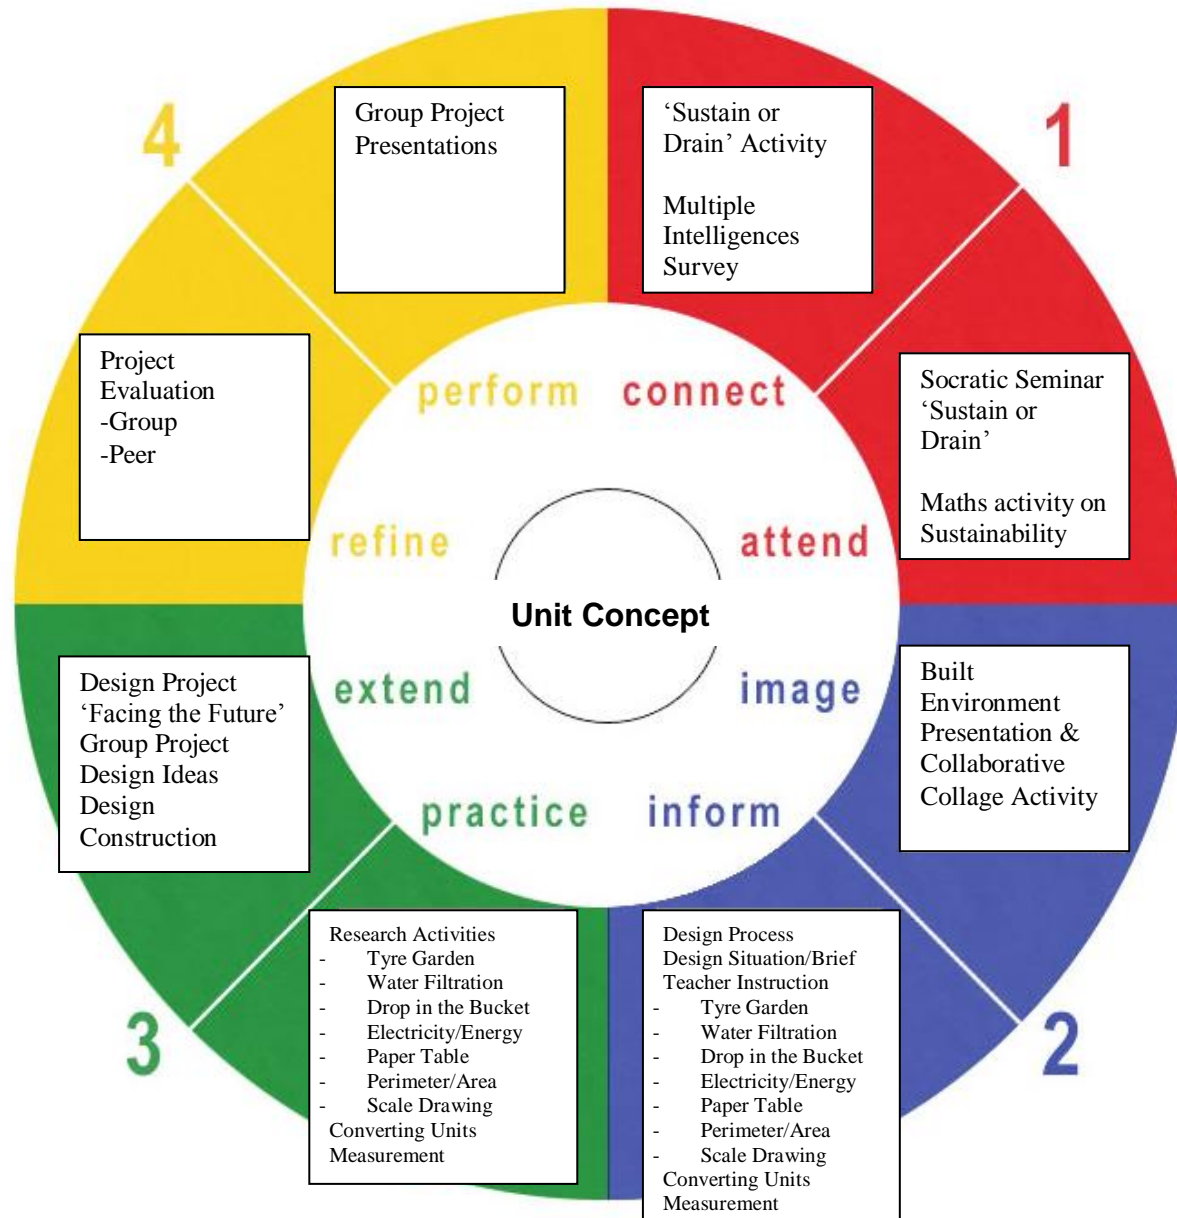 4
Group Project
Presentations
‘Sustain or
Drain’ Activity
Multiple
Intelligences
Survey
1
Project
Evaluation
-Group
-Peer
perform
connect
Socratic Seminar
‘Sustain or
Drain’
Maths activity on
Sustainability
refine
attend
Unit Concept
Design Project
‘Facing the Future’
Group Project
Design Ideas
Design
Construction
extend
image
Built
Environment
Presentation &
Collaborative
Collage Activity
practice
inform
3
Research Activities
- Tyre Garden
- Water Filtration
- Drop in the Bucket
- Electricity/Energy
- Paper Table
- Perimeter/Area
- Scale Drawing
Converting Units
Measurement
Design Process
Design Situation/Brief
Teacher Instruction
- Tyre Garden
- Water Filtration
- Drop in the Bucket
- Electricity/Energy
- Paper Table
- Perimeter/Area
- Scale Drawing
Converting Units
Measurement
2